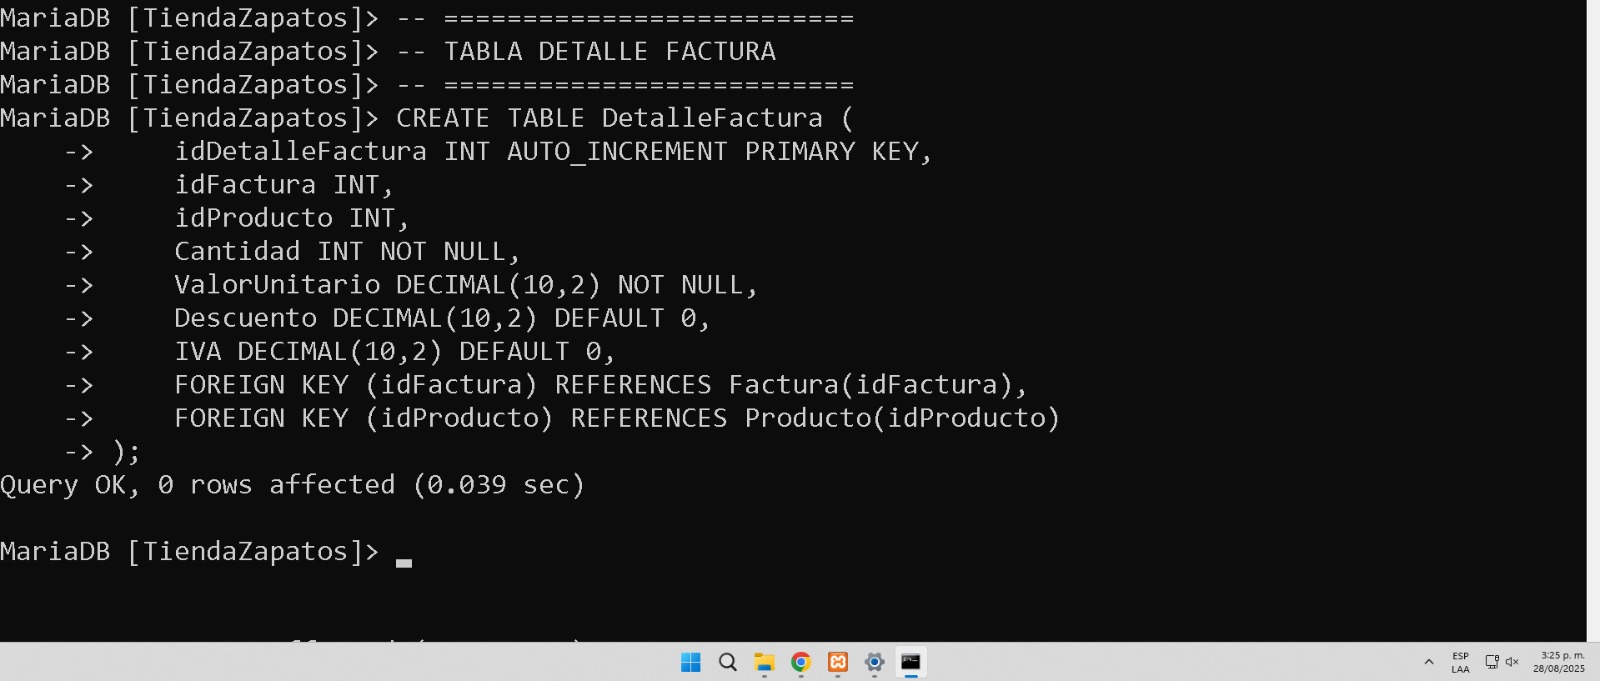 MariaDB [TiendaZapatos]> -- ==========================
MariaDB [TiendaZapatos]> -- TABLA DETALLE FACTURA
MariaDB [TiendaZapatos]> -- ==========================
MariaDB [TiendaZapatos]> CREATE TABLE DetalleFactura (
    ->     idDetalleFactura INT AUTO_INCREMENT PRIMARY KEY,
    ->     idFactura INT,
    ->     idProducto INT,
    ->     Cantidad INT NOT NULL,
    ->     ValorUnitario DECIMAL(10,2) NOT NULL,
    ->     Descuento DECIMAL(10,2) DEFAULT 0,
    ->     IVA DECIMAL(10,2) DEFAULT 0,
    ->     FOREIGN KEY (idFactura) REFERENCES Factura(idFactura),
    ->     FOREIGN KEY (idProducto) REFERENCES Producto(idProducto)
    -> );
Query OK, 0 rows affected (0.039 sec)
MariaDB [TiendaZapatos]> _
ESP
LAA
3:25 p. m.
28/08/2025